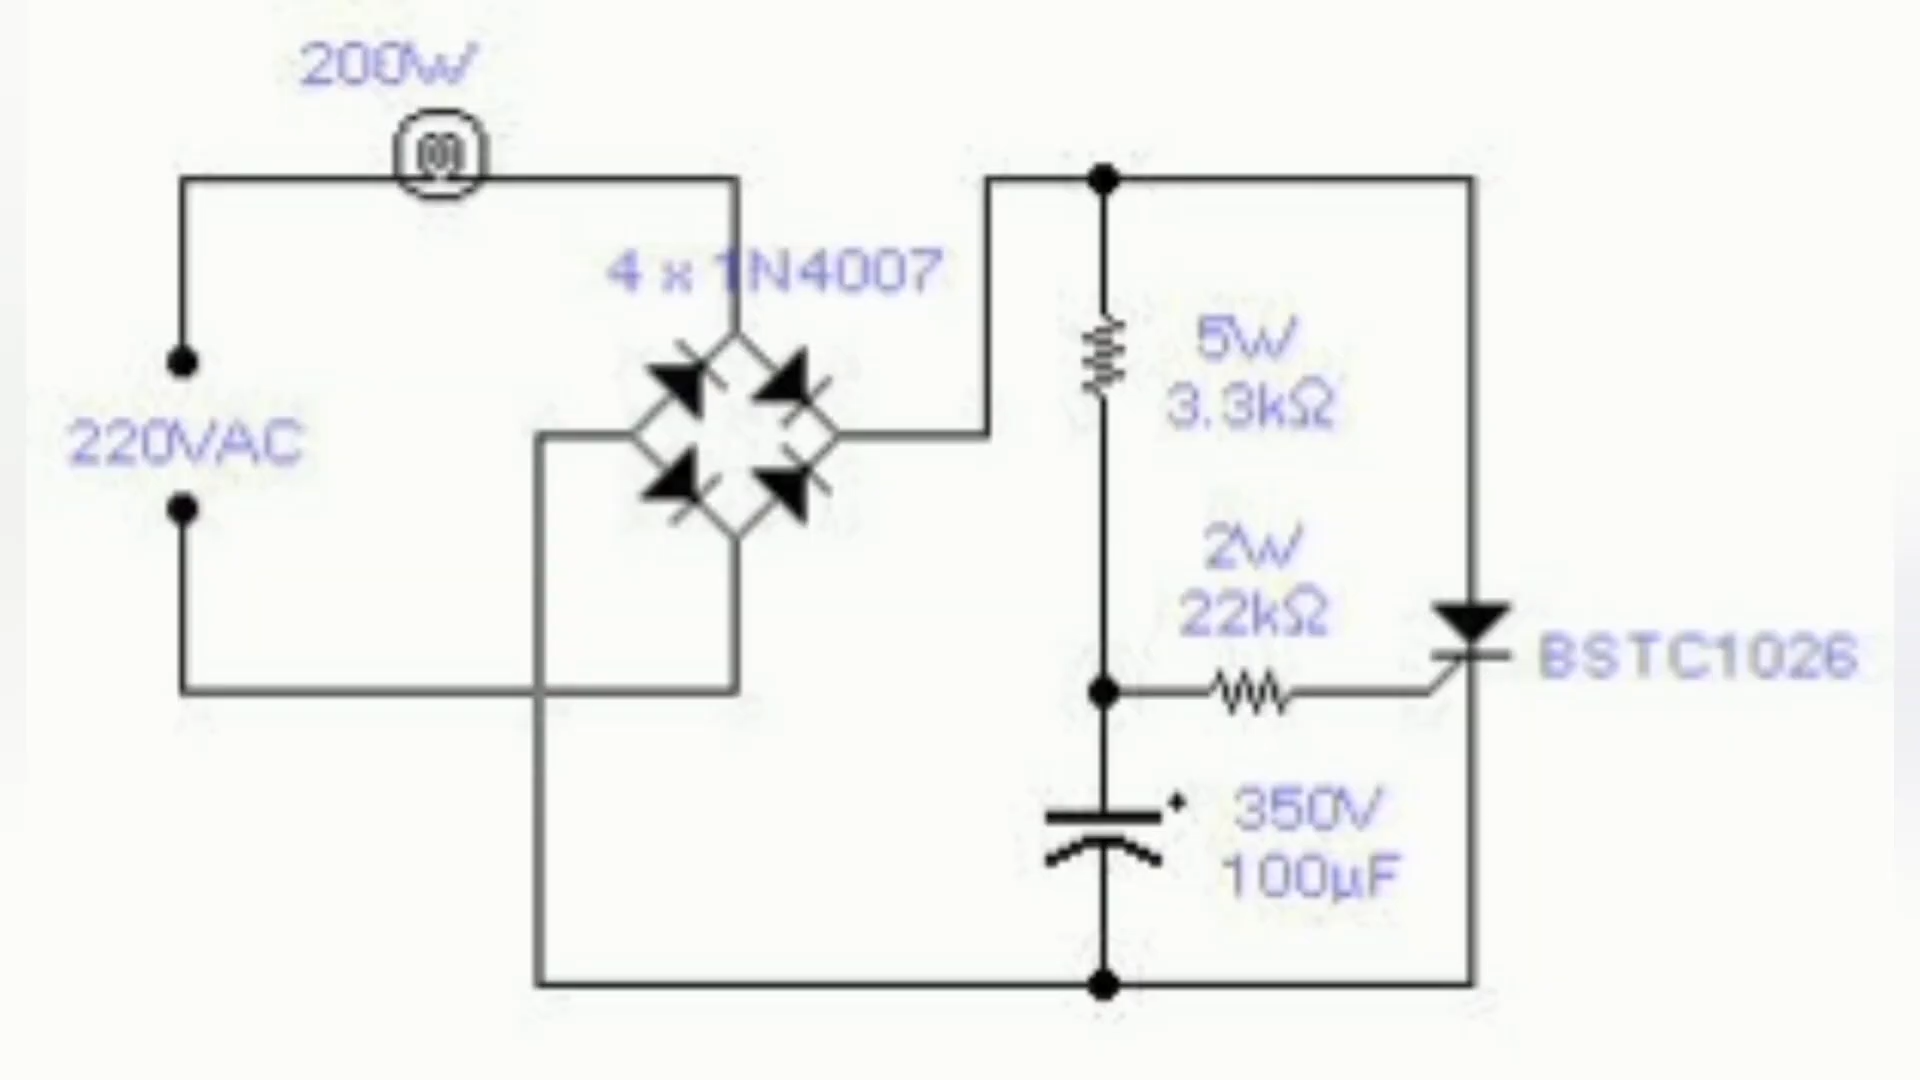 200W
4 x 1N4007
220VAC
5W
3.3kΩ
2W
22kΩ
BSTC1026
+
350V
100µF